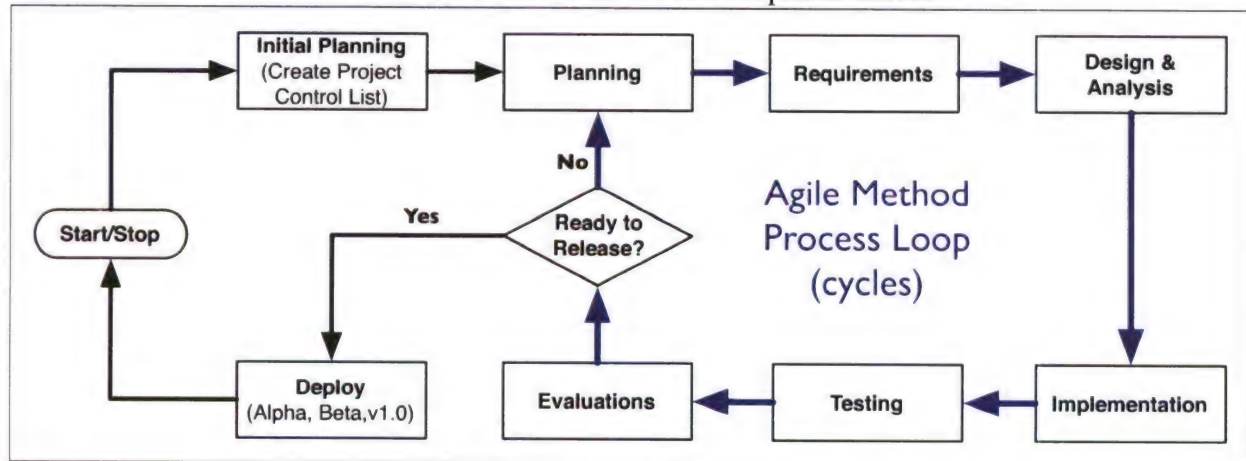 Initial Planning
(Create Project
Control List)
Planning
Requirements
Design &
Analysis
No
Agile Method
Process Loop
(cycles)
Yes
Ready to
Release?
Start/Stop
Deploy
(Alpha, Beta,v1.0)
Evaluations
Testing
Implementation